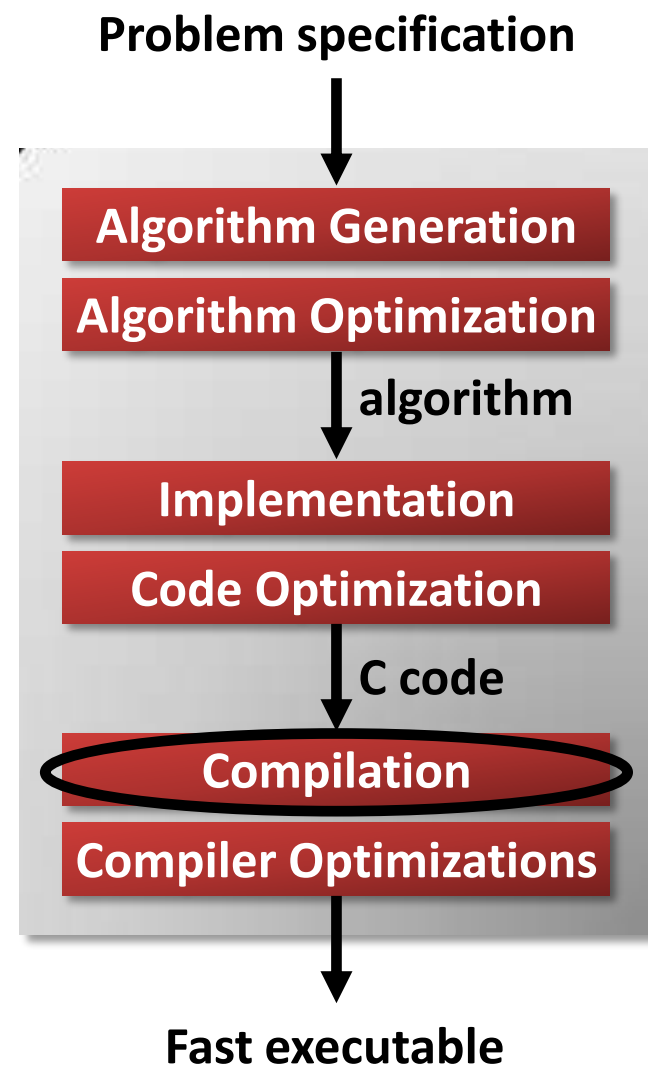 Problem specification
Algorithm Generation
Algorithm Optimization
algorithm
Implementation
Code Optimization
C code
Compilation
Compiler Optimizations
Fast executable